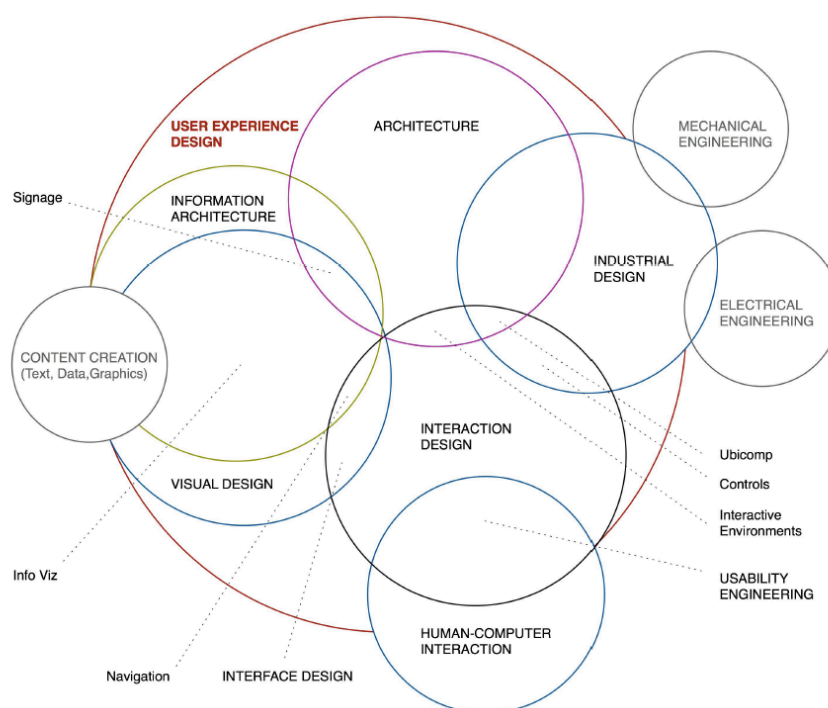 USER EXPERIENCE
DESIGN
ARCHITECTURE
MECHANICAL
ENGINEERING
Signage
INFORMATION
ARCHITECTURE
INDUSTRIAL
DESIGN
ELECTRICAL
ENGINEERING
CONTENT CREATION
(Text, Data,Graphics)
INTERACTION
DESIGN
VISUAL DESIGN
Ubicomp
Controls
Interactive
Environments
Info Viz
USABILITY
ENGINEERING
HUMAN-COMPUTER
INTERACTION
Navigation
INTERFACE DESIGN